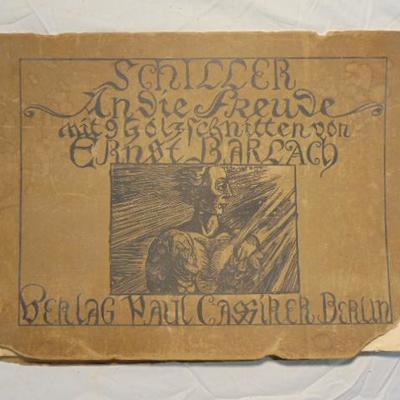 SCHILLER
An die Freude
mit 9 Holzschnitten von
ERNST BARLACH
VERLAG PAUL CASSIRER BERLIN